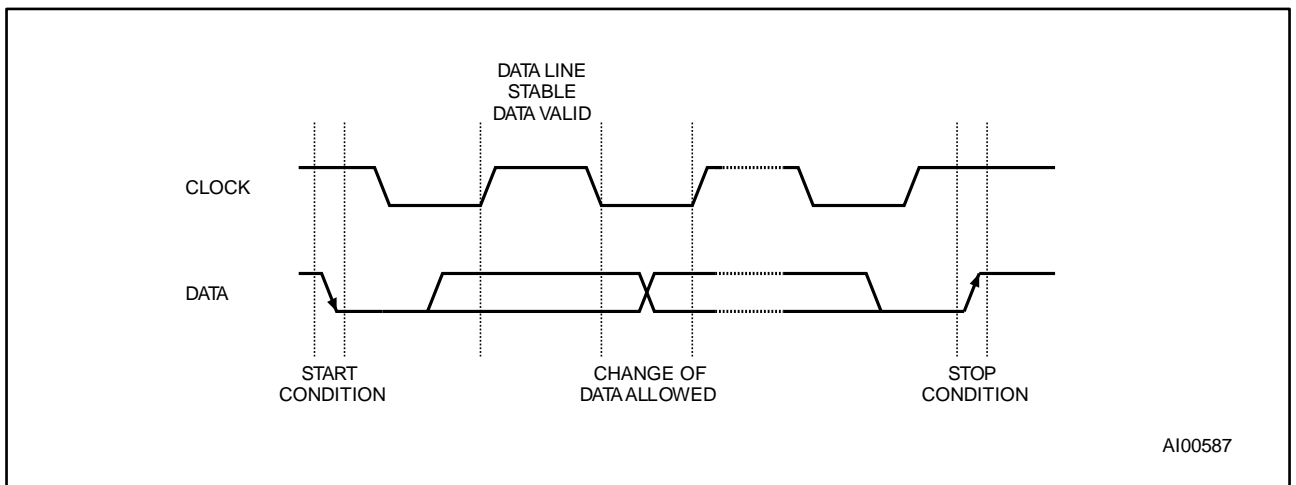 DATA LINE
STABLE
DATA VALID
CLOCK
DATA
START
CONDITION
CHANGE OF
DATA ALLOWED
STOP
CONDITION
AI00587